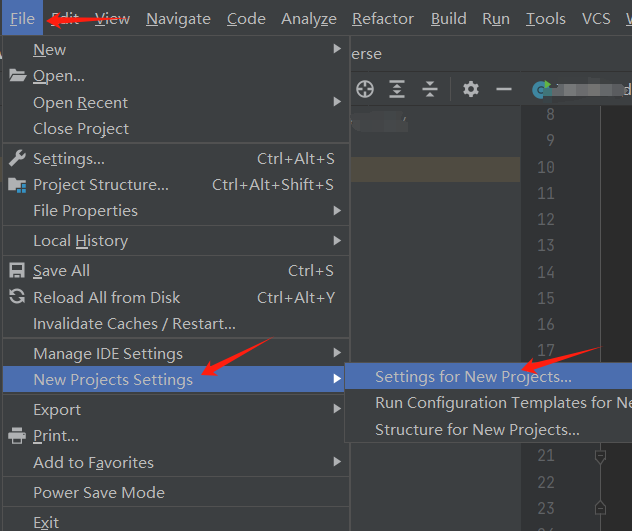 File Edit View Navigate Code Analyze Refactor Build Run Tools VCS
New
erse
Open...
Open Recent
8
Close Project
9
Settings... Ctrl+Alt+S
10
Project Structure... Ctrl+Alt+Shift+S
11
File Properties
12
Local History
13
Save All Ctrl+S
14
Reload All from Disk Ctrl+Alt+Y
15
Invalidate Caches / Restart...
16
Manage IDE Settings
17
New Projects Settings
Settings for New Projects...
Export
Run Configuration Templates for Ne
Print...
Structure for New Projects...
Add to Favorites
21
Power Save Mode
22
Exit
23